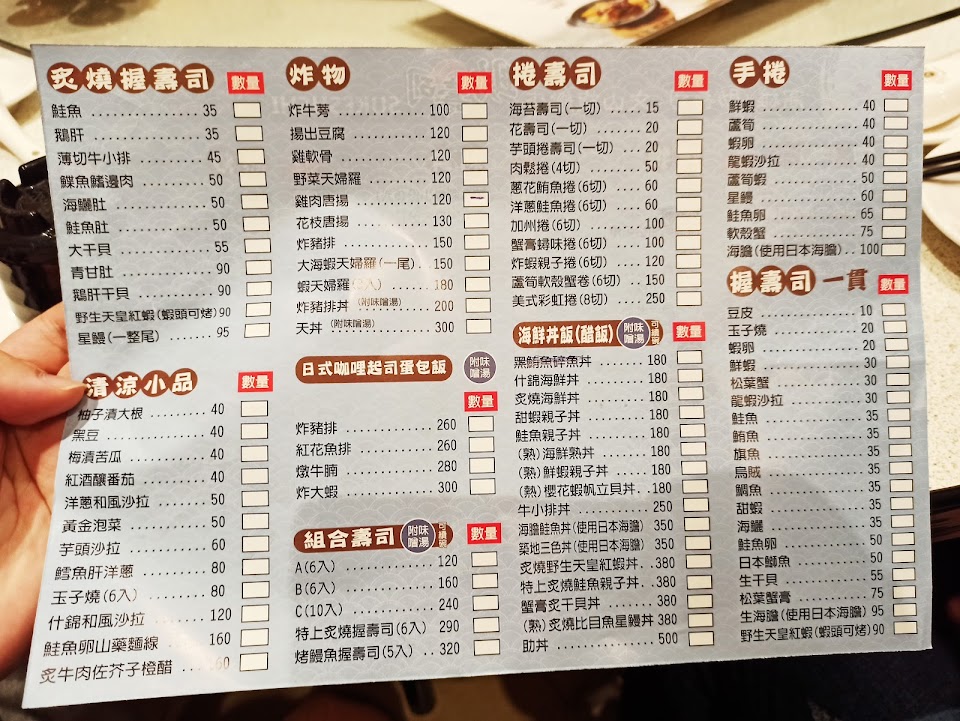 炙燒握壽司 數量
鮭魚 35
鵝肝 35
薄切牛小排 45
鰈魚鰭邊肉 50
海鱺肚 50
鮭魚肚 50
大干貝 55
青甘肚 90
鵝肝干貝 90
野生天皇紅蝦(蝦頭可烤) 90
星鰻(一整尾) 95
清涼小品 數量
柚子漬大根 40
黑豆 40
梅漬苦瓜 40
紅酒釀番茄 40
洋蔥和風沙拉 50
黃金泡菜 50
芋頭沙拉 60
鱈魚肝洋蔥 80
玉子燒(6入) 80
什錦和風沙拉 120
鮭魚卵山藥麵線 160
炙牛肉佐芥子橙醋 160
炸物 數量
炸牛蒡 100
揚出豆腐 120
雞軟骨 120
野菜天婦羅 120
雞肉唐揚 120
花枝唐揚 130
炸豬排 150
大海蝦天婦羅(一尾) 150
蝦天婦羅(3入) 180
炸豬排丼(附味噌湯) 200
天丼(附味噌湯) 300
日式咖哩起司蛋包飯 附味噌湯
數量
炸豬排 260
紅花魚排 260
燉牛腩 280
炸大蝦 300
組合壽司 附味噌湯 可續碗 數量
A(6入) 120
B(6入) 160
C(10入) 240
特上炙燒握壽司(6入) 290
烤鰻魚握壽司(5入) 320
捲壽司 數量
海苔壽司(一切) 15
花壽司(一切) 20
芋頭捲壽司(一切) 20
肉鬆捲(4切) 50
蔥花鮪魚捲(6切) 60
洋蔥鮭魚捲(6切) 60
加州捲(6切) 100
蟹膏蟳味捲(6切) 100
炸蝦親子捲(6切) 120
蘆筍軟殼蟹卷(6切) 150
美式彩虹捲(8切) 250
海鮮丼飯(醋飯) 附味噌湯 可續碗 數量
黑鮪魚碎魚丼 180
什錦海鮮丼 180
炙燒海鮮丼 180
甜蝦親子丼 180
鮭魚親子丼 180
(熟)海鮮熟丼 180
(熟)鮮蝦親子丼 180
(熟)櫻花蝦帆立貝丼 180
牛小排丼 250
海膽鮭魚丼(使用日本海膽) 350
築地三色丼(使用日本海膽) 350
炙燒野生天皇紅蝦丼 380
特上炙燒鮭魚親子丼 380
蟹膏炙干貝丼 380
(熟)炙燒比目魚星鰻丼 380
助丼 500
手捲 數量
鮮蝦 40
蘆筍 40
蝦卵 40
龍蝦沙拉 40
蘆筍蝦 50
星鰻 60
鮭魚卵 65
軟殼蟹 75
海膽(使用日本海膽) 100
握壽司 一貫 數量
豆皮 10
玉子燒 20
蝦卵 20
鮮蝦 30
松葉蟹 30
龍蝦沙拉 30
鮭魚 35
鮪魚 35
旗魚 35
烏賊 35
鯛魚 35
甜蝦 35
海鱺 35
鮭魚卵 50
日本鰤魚 50
生干貝 55
松葉蟹膏 75
生海膽(使用日本海膽) 95
野生天皇紅蝦(蝦頭可烤) 90